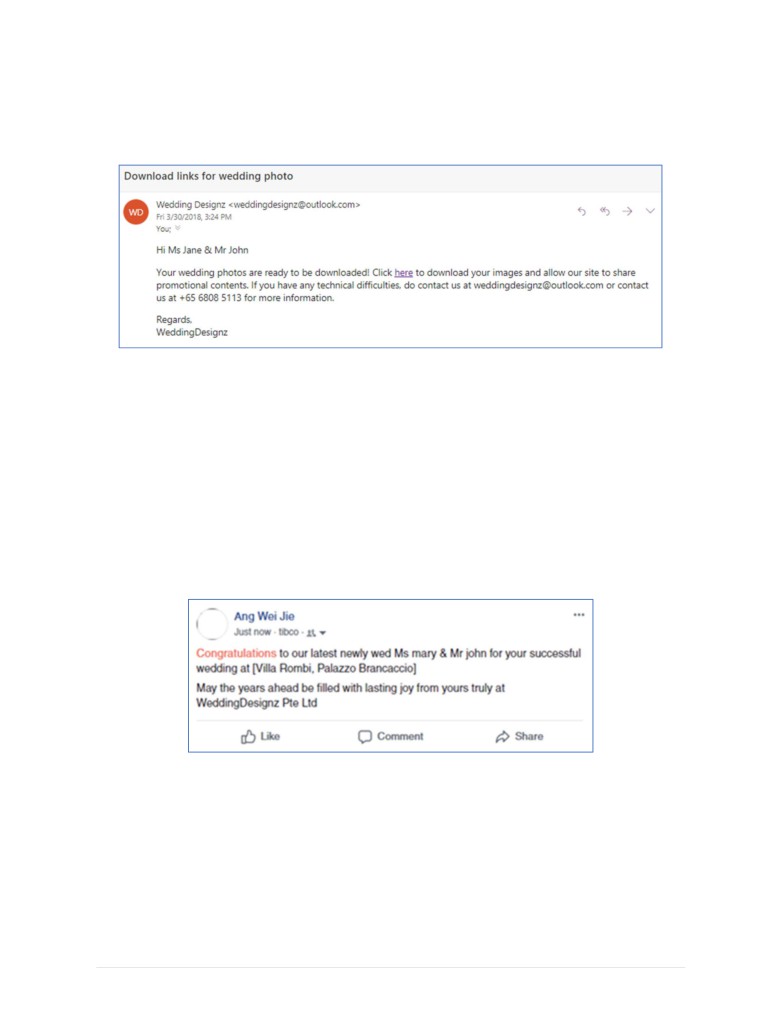 Download links for wedding photo
WD
Wedding Designz <weddingdesignz@outlook.com>
Fri 3/30/2018, 3:24 PM
You;
Hi Ms Jane & Mr John
Your wedding photos are ready to be downloaded! Click here to download your images and allow our site to share
promotional contents. If you have any technical difficulties, do contact us at weddingdesignz@outlook.com or contact
us at +65 6808 5113 for more information.
Regards,
WeddingDesignz
Ang Wei Jie
Just now · tibco ·
Congratulations to our latest newly wed Ms mary & Mr john for your successful
wedding at [Villa Rombi, Palazzo Brancaccio]
May the years ahead be filled with lasting joy from yours truly at
WeddingDesignz Pte Ltd
Like Comment Share